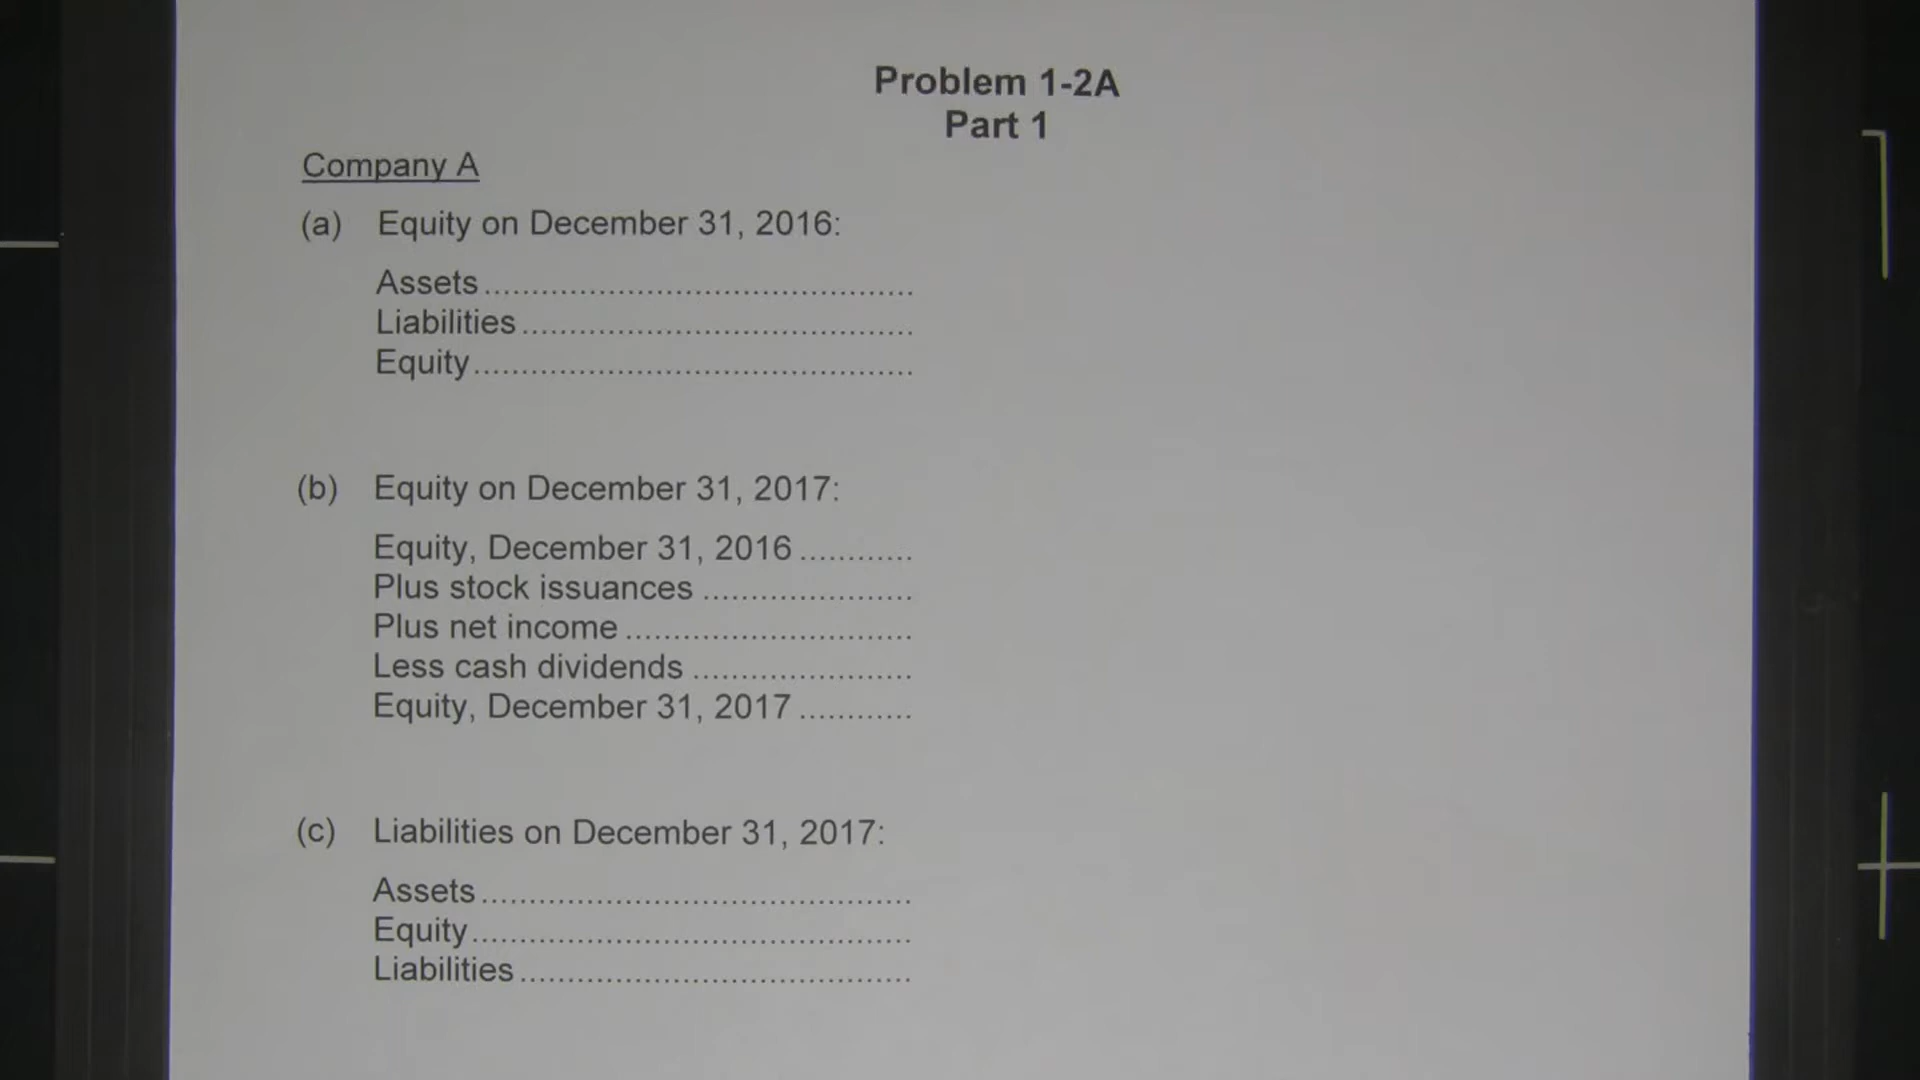 Problem 1-2A
Part 1
Company A
(a) Equity on December 31, 2016:
Assets ..............................................
Liabilities ..........................................
Equity ...............................................
(b) Equity on December 31, 2017:
Equity, December 31, 2016 ............
Plus stock issuances ......................
Plus net income ..............................
Less cash dividends .......................
Equity, December 31, 2017 ............
(c) Liabilities on December 31, 2017:
Assets ..............................................
Equity ...............................................
Liabilities ..........................................